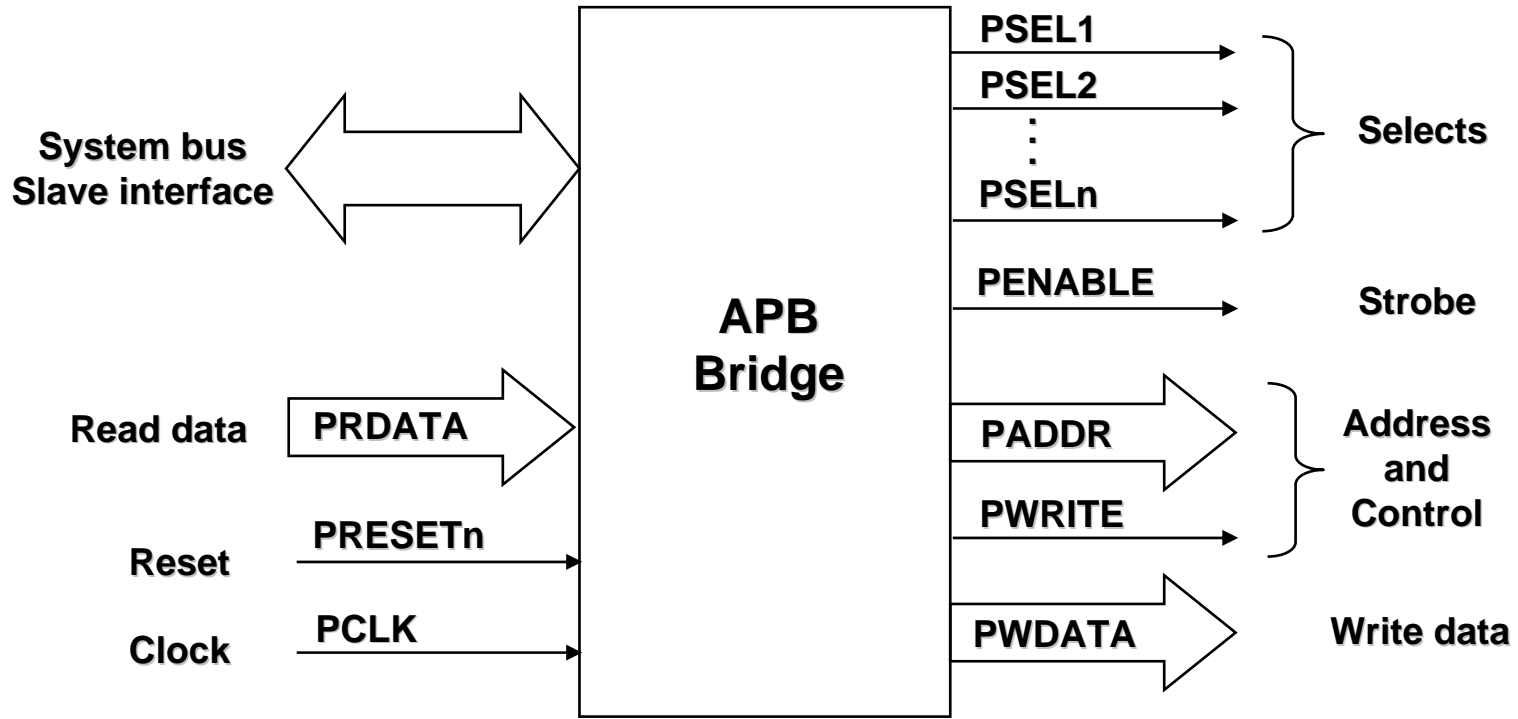 System bus
Slave interface
Read data
PRDATA
Reset
PRESETn
Clock
PCLK
APB
Bridge
PSEL1
PSEL2
PSELn
Selects
PENABLE
Strobe
PADDR
PWRITE
Address
and
Control
PWDATA
Write data